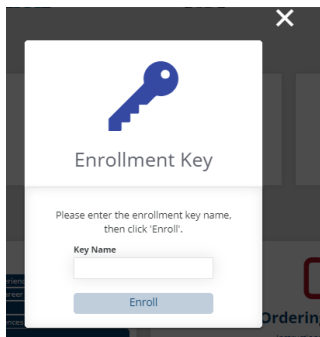 Enrollment Key
Please enter the enrollment key name,
then click 'Enroll'.
Key Name
Enroll
Ordering